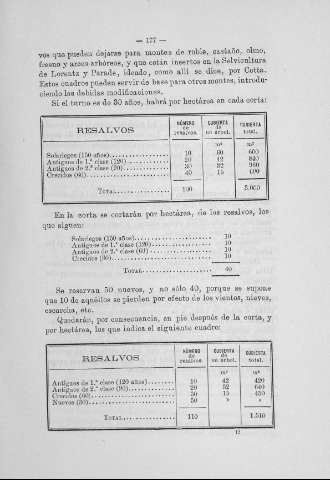 — 177 —
vos que pueden dejarse para montes de roble, castaño, olmo,
fresno y arces arbóreos, y que están insertos en la Selvicultura
de Lorentz y Parade, ideado, como allí se dice, por Cotta.
Estos cuadros pueden servir de base para otros montes, introdu-
ciendo las debidas modificaciones.
Si el turno es de 30 años, habrá por hectárea en cada corta:
RESALVOS NÚMERO de resalvos. CUBIERTA de un árbol. CUBIERTA total.
m² m²
Sobriegos (150 años) 10 60 600
Antiguos de 1.ª clase (120) 20 42 840
Antiguos de 2.ª clase (90) 30 32 960
Crecidos (60) 40 15 600
TOTAL 100 3.000
En la corta se cortarán por hectárea, de los resalvos, los
que siguen:
Sobriegos (150 años) 10
Antiguos de 1.ª clase (120) 10
Antiguos de 2.ª clase 10
Crecidos 10
TOTAL 40
Se reservan 50 nuevos, y no sólo 40, porque se supone
que 10 de aquéllos se pierden por efecto de los vientos, nieves,
escarcha, etc.
Quedarán, por consecuencia, en pie después de la corta, y
por hectárea, los que indica el siguiente cuadro:
RESALVOS NÚMERO de resalvos. CUBIERTA de un árbol. CUBIERTA total.
m² m²
Antiguos de 1.ª clase (120 años) 10 42 420
Antiguos de 2.ª clase (90) 20 32 640
Crecidos (60) 30 15 450
Nuevos (30) 50 » »
TOTAL 110 1.510
12